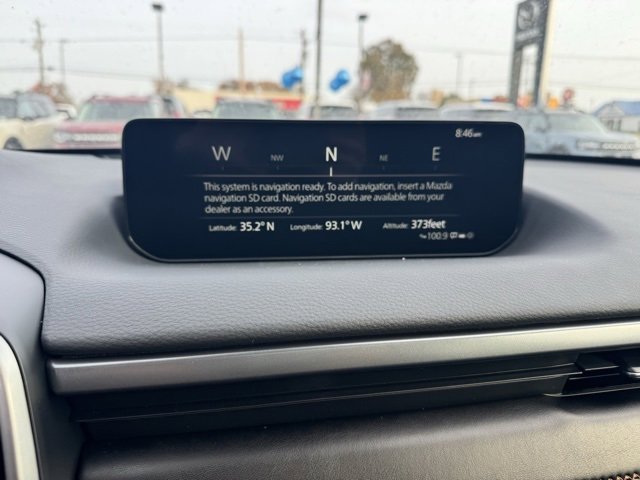 8:46am
W NW N NE E
This system is navigation ready. To add navigation, insert a Mazda
navigation SD card. Navigation SD cards are available from your
dealer as an accessory.
Latitude: 35.2° N Longitude: 93.1° W Altitude: 373feet
100.9